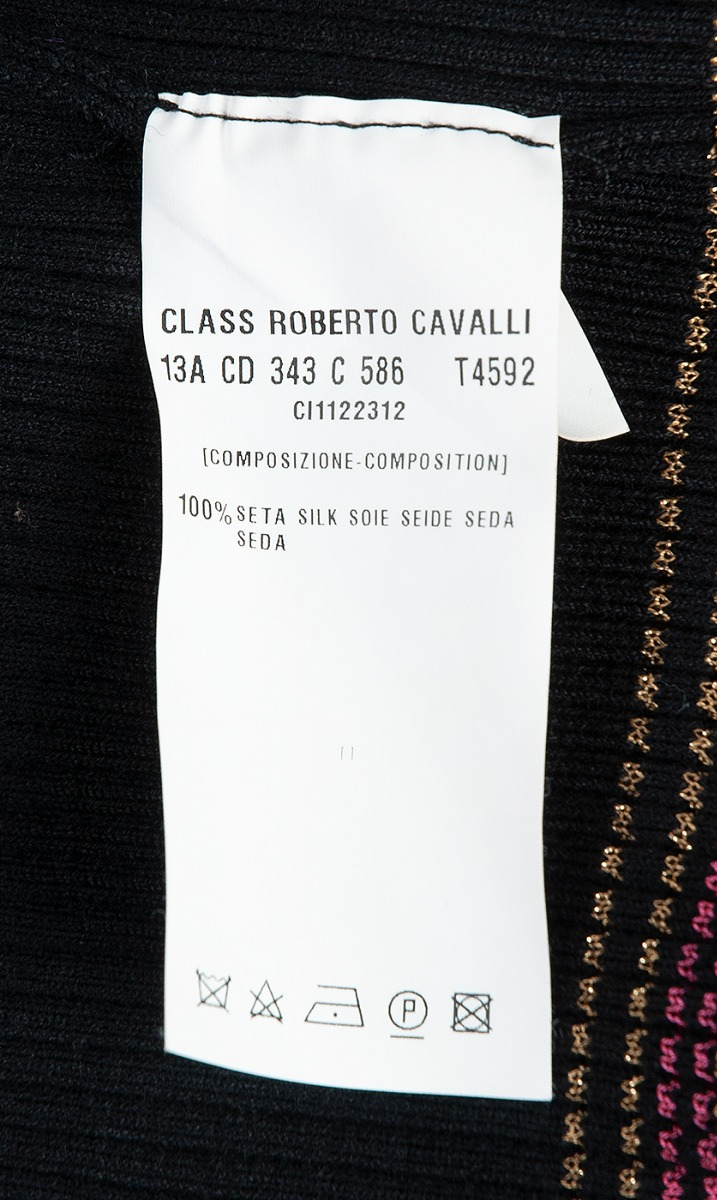 CLASS ROBERTO CAVALLI
13A CD 343 C 586 T4592
CI1122312
[COMPOSIZIONE-COMPOSITION]
100% SETA SILK SOIE SEIDE SEDA
SEDA
P